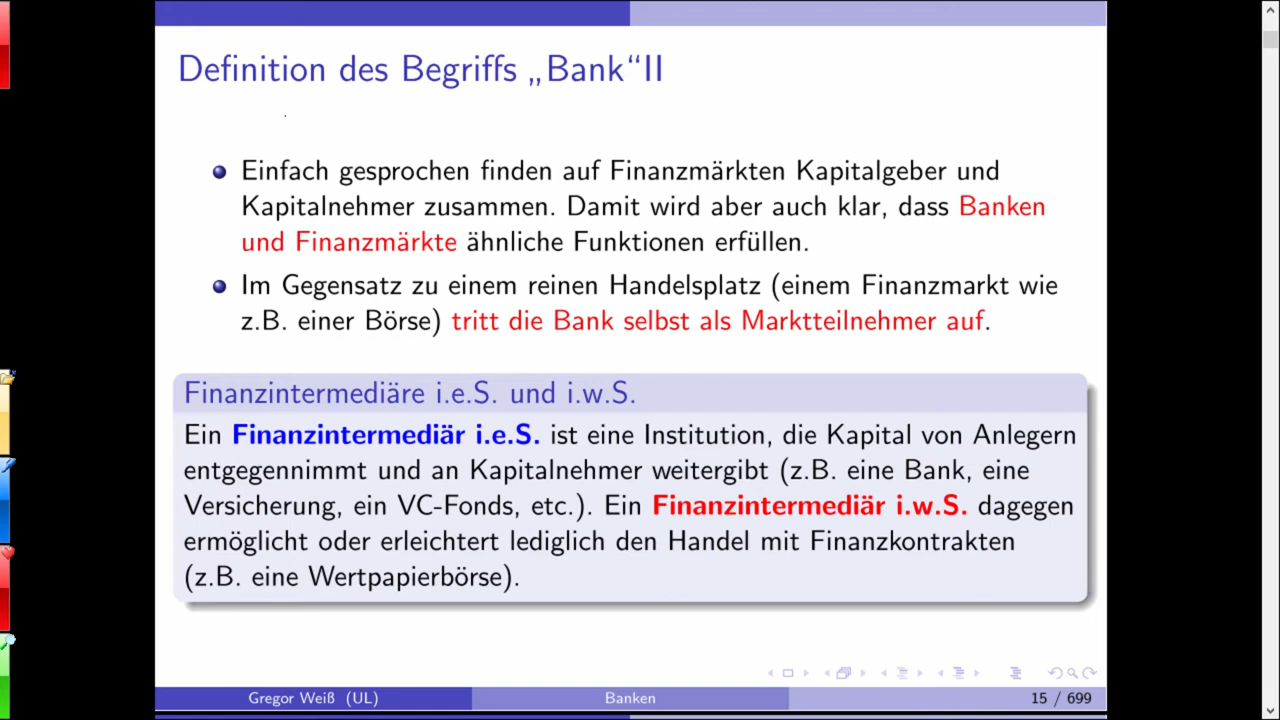 Definition des Begriffs „Bank“II
Einfach gesprochen finden auf Finanzmärkten Kapitalgeber und
Kapitalnehmer zusammen. Damit wird aber auch klar, dass Banken
und Finanzmärkte ähnliche Funktionen erfüllen.
Im Gegensatz zu einem reinen Handelsplatz (einem Finanzmarkt wie
z.B. einer Börse) tritt die Bank selbst als Marktteilnehmer auf.
Finanzintermediäre i.e.S. und i.w.S.
Ein Finanzintermediär i.e.S. ist eine Institution, die Kapital von Anlegern
entgegennimmt und an Kapitalnehmer weitergibt (z.B. eine Bank, eine
Versicherung, ein VC-Fonds, etc.). Ein Finanzintermediär i.w.S. dagegen
ermöglicht oder erleichtert lediglich den Handel mit Finanzkontrakten
(z.B. eine Wertpapierbörse).
Gregor Weiß (UL) Banken 15 / 699